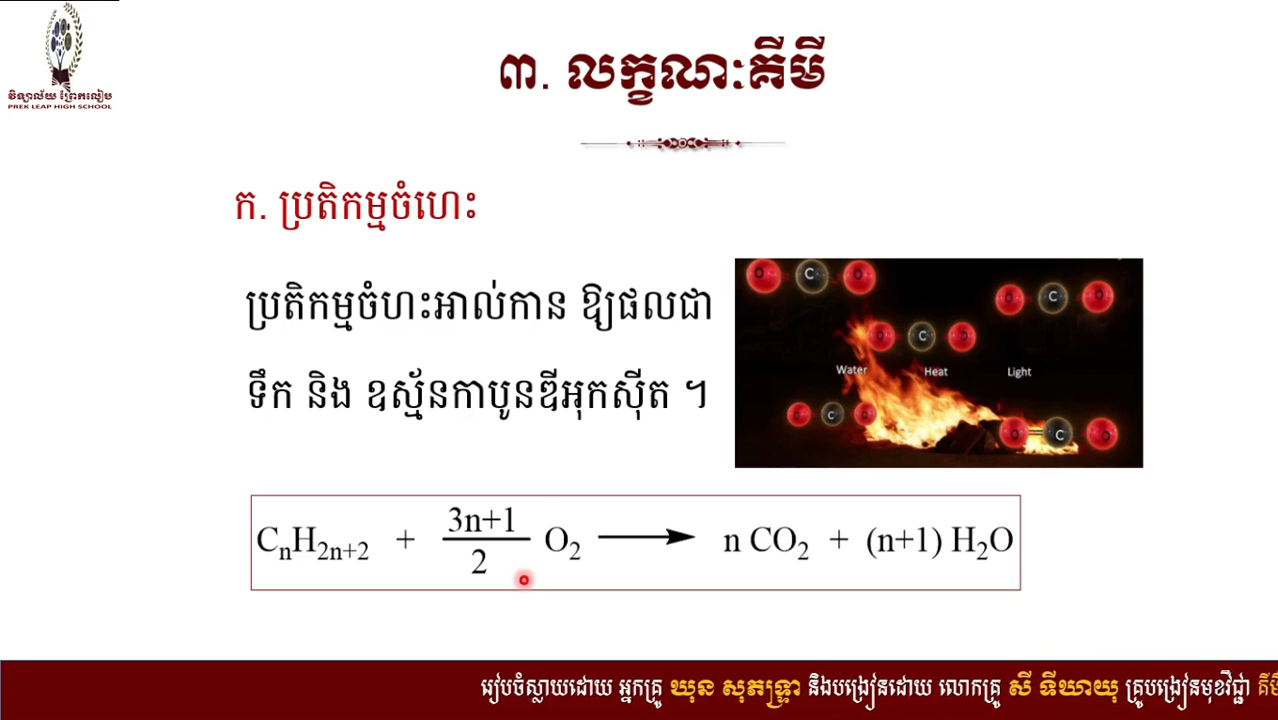 វិទ្យាល័យ ព្រែកលៀប
PREK LEAP HIGH SCHOOL
៣. លក្ខណៈគីមី
ក. ប្រតិកម្មចំហេះ
ប្រតិកម្មចំហះអាល់កាន ឱ្យផលជា
ទឹក និង ឧស្ម័នកាបូនឌីអុកស៊ីត ។
O C O
O C O
O C O
Water Heat Light
O C O
O C O
CₙH₂ₙ₊₂ + (3n+1)/2 O₂ ⟶ n CO₂ + (n+1) H₂O
រៀបចំស្លាយដោយ អ្នកគ្រូ ឃុន សុភទ្ទ្រា និងបង្រៀនដោយ លោកគ្រូ ស៊ី ទីឃាយុ គ្រូបង្រៀនមុខវិជ្ជា គីមី